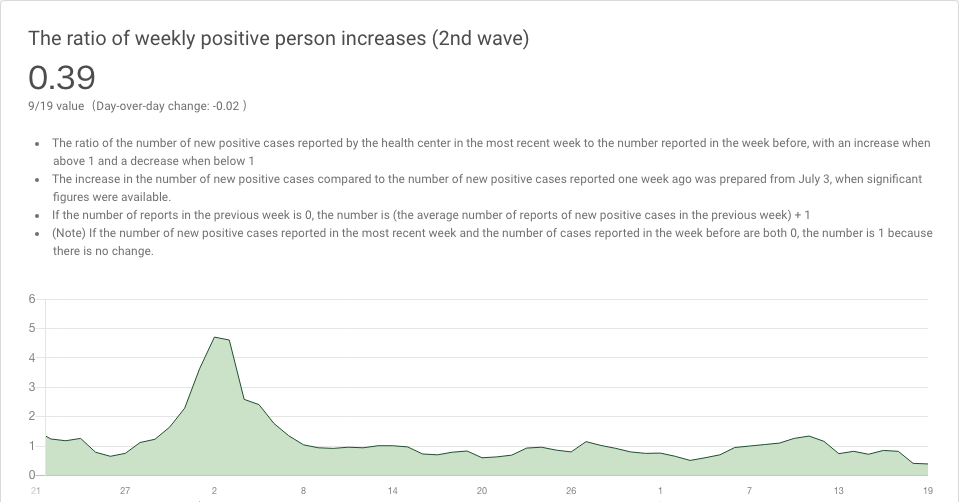 The ratio of weekly positive person increases (2nd wave)
0.39
9/19 value（Day-over-day change: -0.02 ）
• The ratio of the number of new positive cases reported by the health center in the most recent week to the number reported in the week before, with an increase when
above 1 and a decrease when below 1
• The increase in the number of new positive cases compared to the number of new positive cases reported one week ago was prepared from July 3, when significant
figures were available.
• If the number of reports in the previous week is 0, the number is (the average number of reports of new positive cases in the previous week) + 1
• (Note) If the number of new positive cases reported in the most recent week and the number of cases reported in the week before are both 0, the number is 1 because
there is no change.
6
5
4
3
2
1
0
21 27 2 8 14 20 26 1 7 13 19